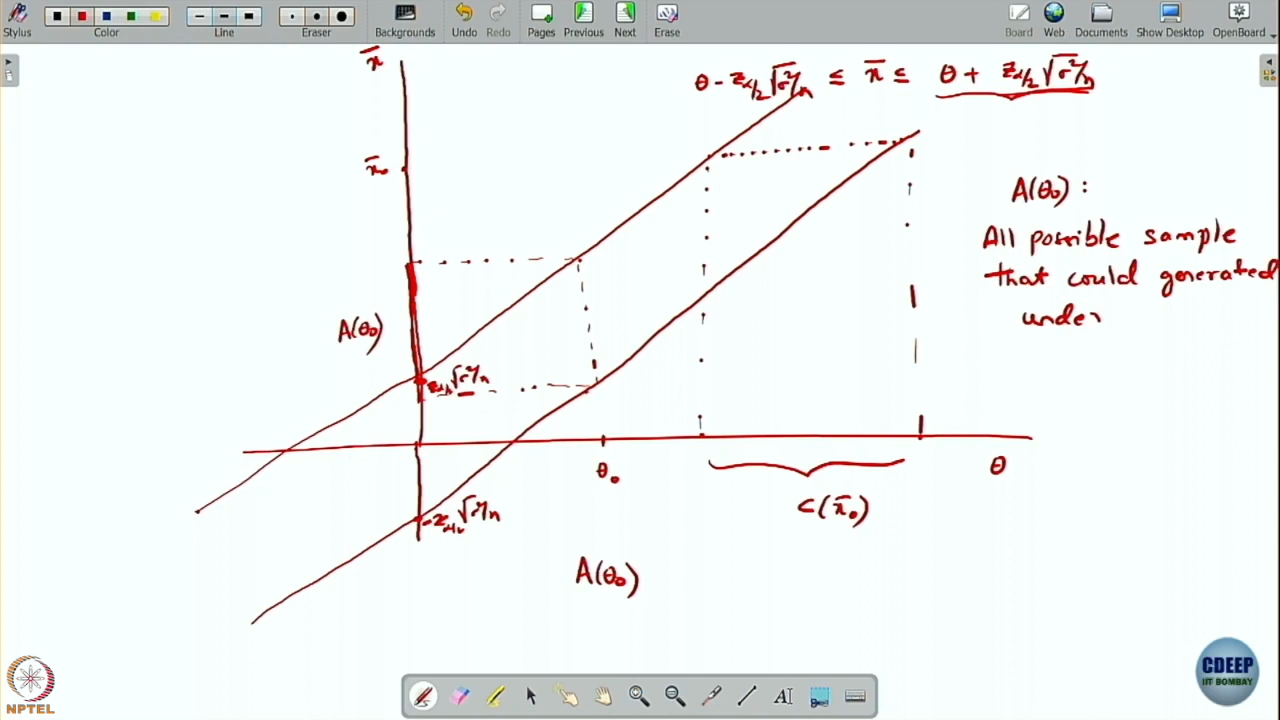 Stylus
Color
Line
Eraser
Backgrounds
Undo
Redo
Pages
Previous
Next
Erase
Board
Web
Documents
Show Desktop
OpenBoard
x̄
θ - z_{α/2}√σ²/n ≤ x̄ ≤ θ + z_{α/2}√σ²/n
x̄₀
A(θ₀) :
All possible sample
that could generated
under
A(θ₀)
z_{α/2}√σ²/n
θ₀
θ
-z_{α/2}√σ²/n
C(x̄₀)
A(θ₀)
CDEEP
IIT BOMBAY
NPTEL